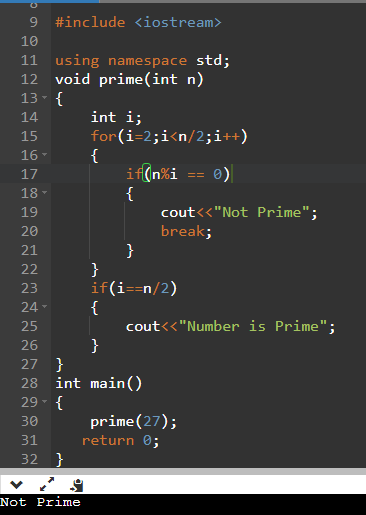 8
9 #include <iostream>
10
11 using namespace std;
12 void prime(int n)
13 {
14     int i;
15     for(i=2;i<n/2;i++)
16     {
17         if(n%i == 0)
18         {
19             cout<<"Not Prime";
20             break;
21         }
22     }
23     if(i==n/2)
24     {
25         cout<<"Number is Prime";
26     }
27 }
28 int main()
29 {
30     prime(27);
31    return 0;
32 }
Not Prime